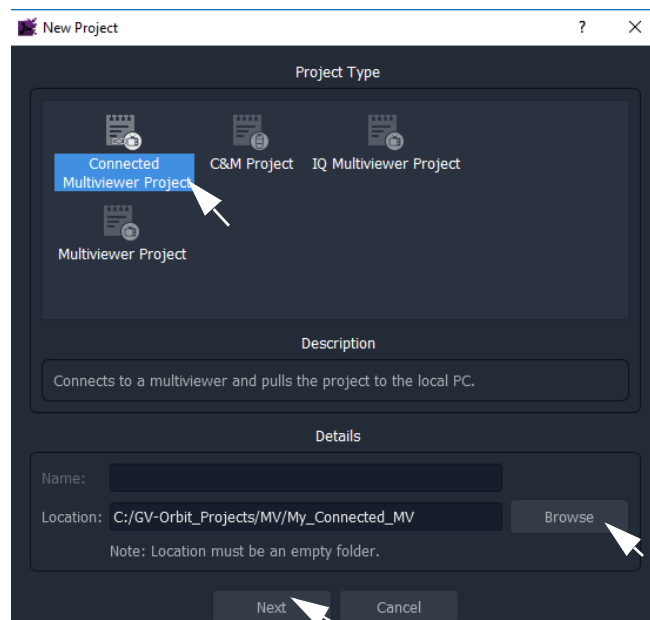 New Project
?
Project Type
Connected
Multiviewer Project
C&M Project
IQ Multiviewer Project
Multiviewer Project
Description
Connects to a multiviewer and pulls the project to the local PC.
Details
Name:
Location: C:/GV-Orbit_Projects/MV/My_Connected_MV Browse
Note: Location must be an empty folder.
Next Cancel